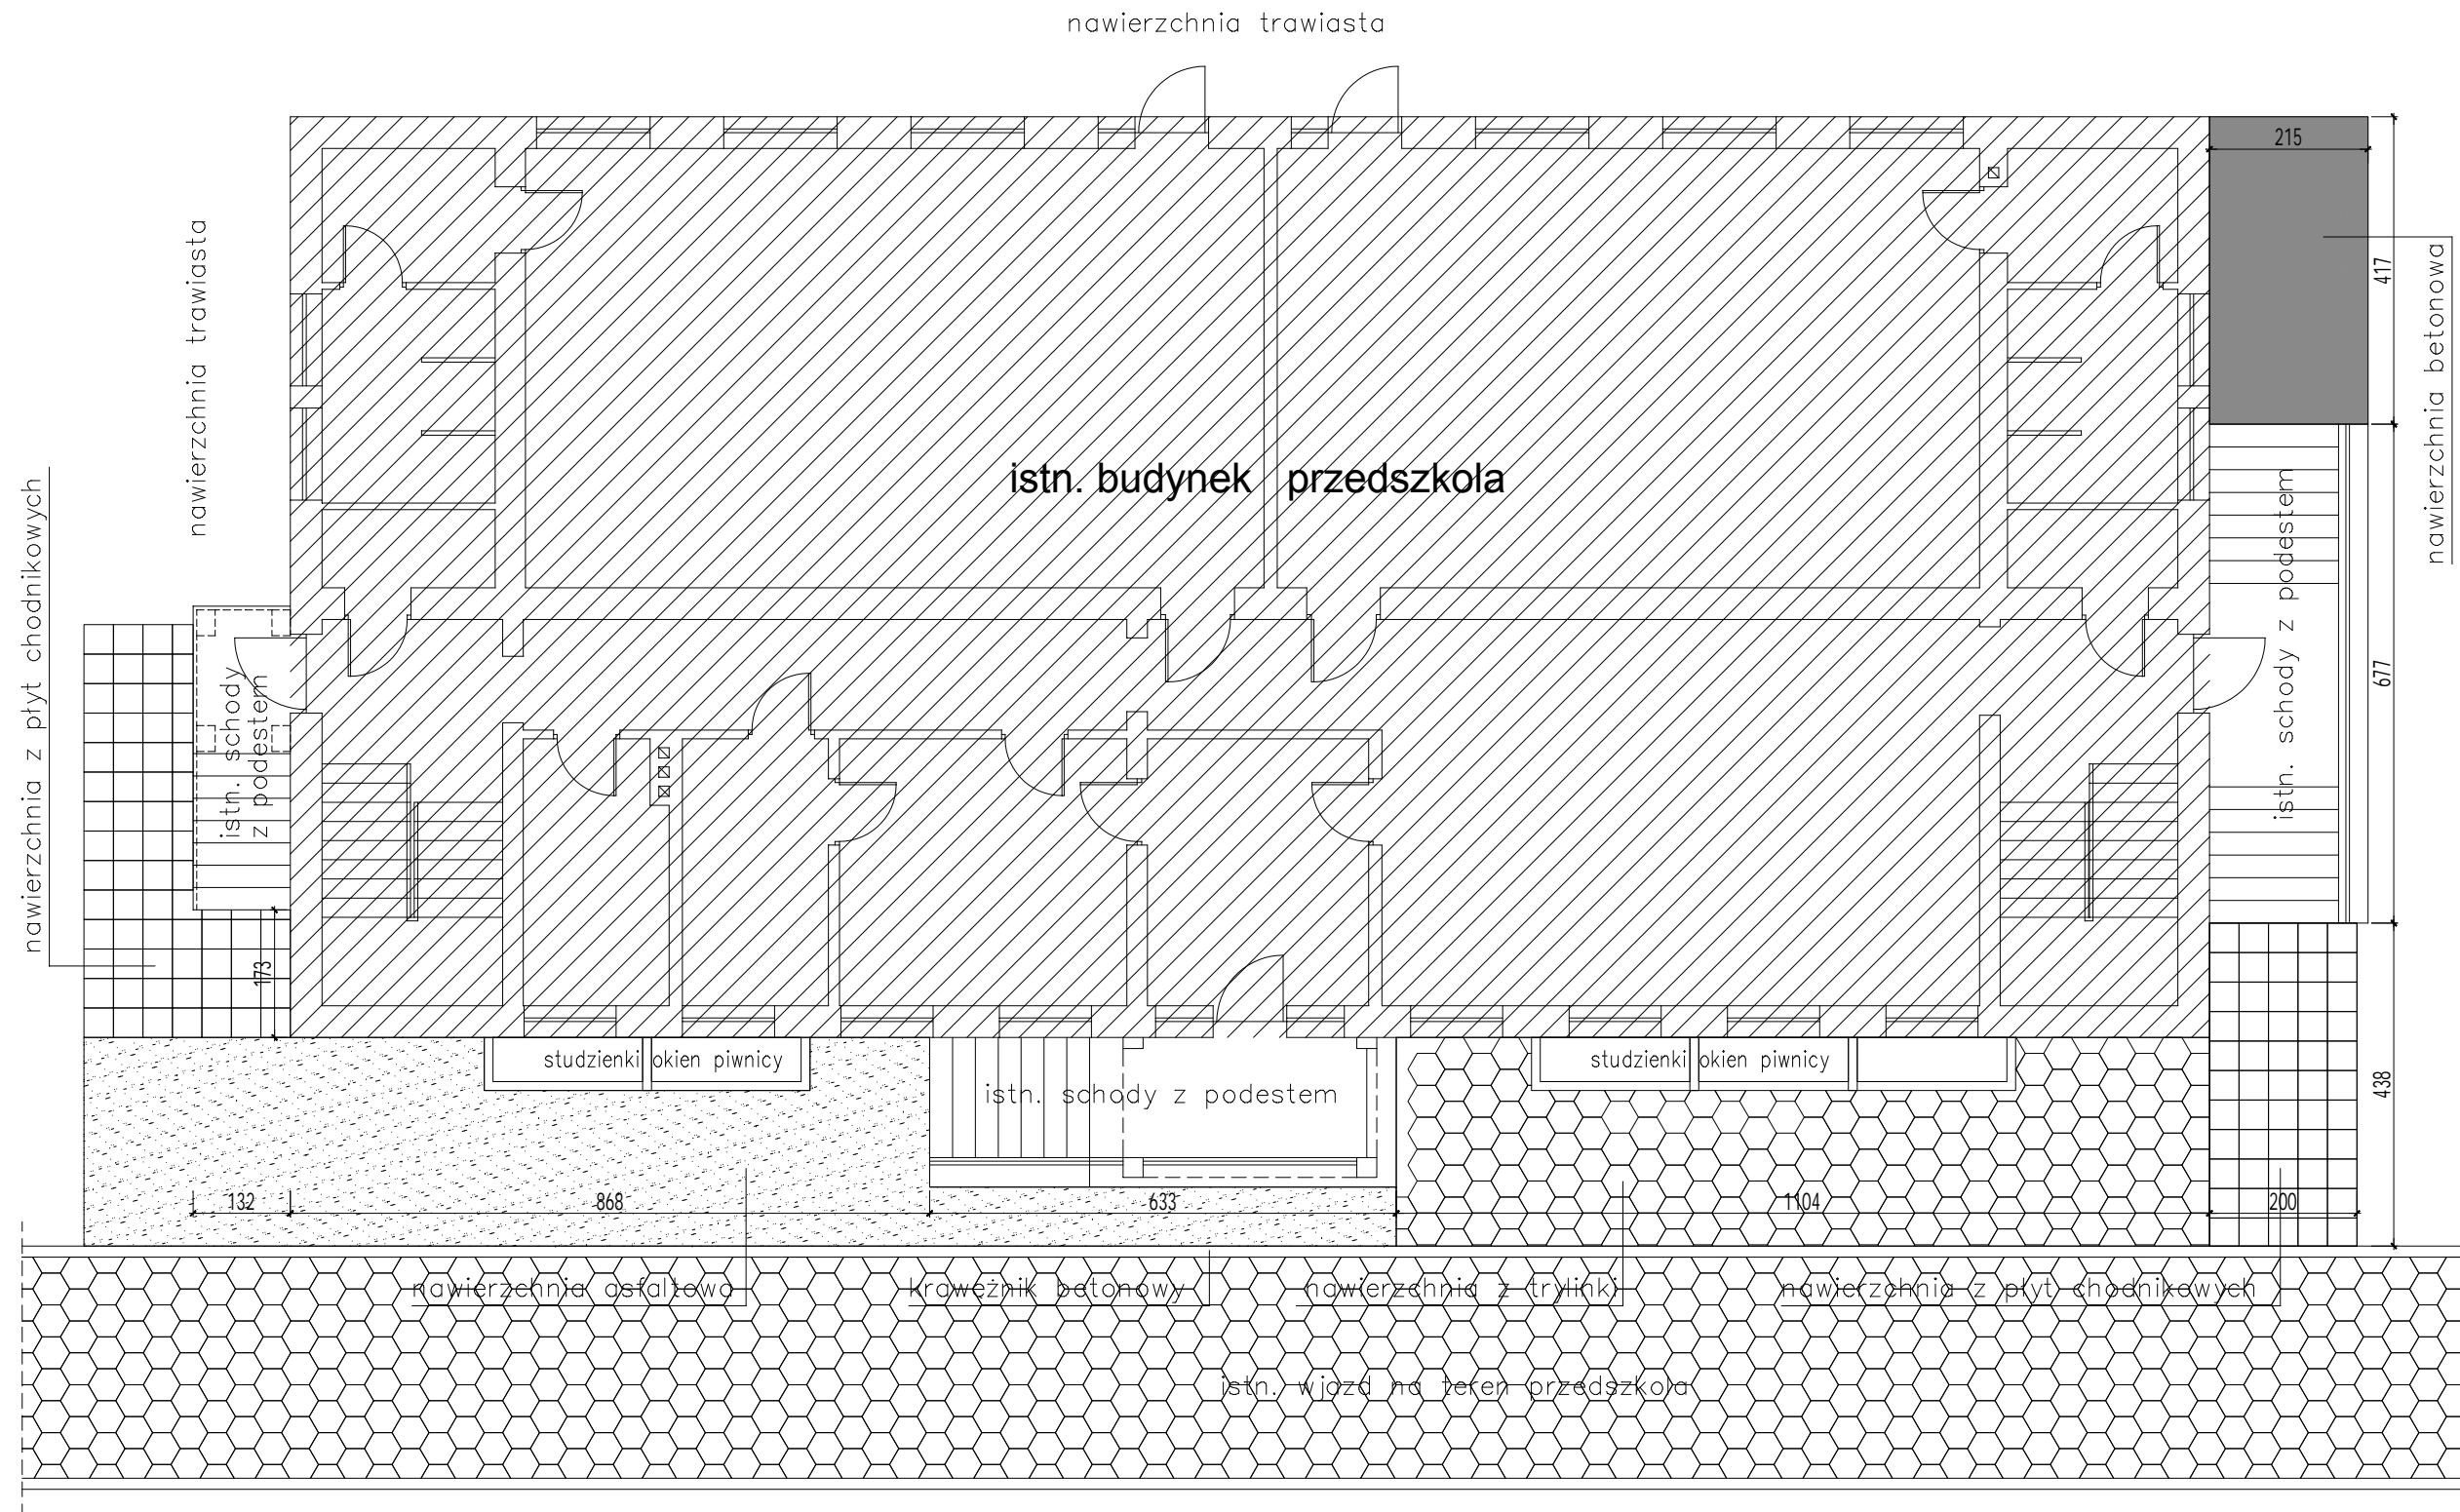 nawierzchnia trawiasta
215
417
nawierzchnia betonowa
nawierzchnia trawiasta
istn. budynek przedszkola
nawierzchnia z płyt chodnikowych
istn. schody z podestem
677
istn. schody
z podestem
173
studzienki okien piwnicy
studzienki okien piwnicy
istn. schody z podestem
438
132
868
633
1104
200
nawierzchnia asfaltowa
krawężnik betonowy
nawierzchnia z trylinki
nawierzchnia z płyt chodnikowych
istn. wjazd na teren przedszkola